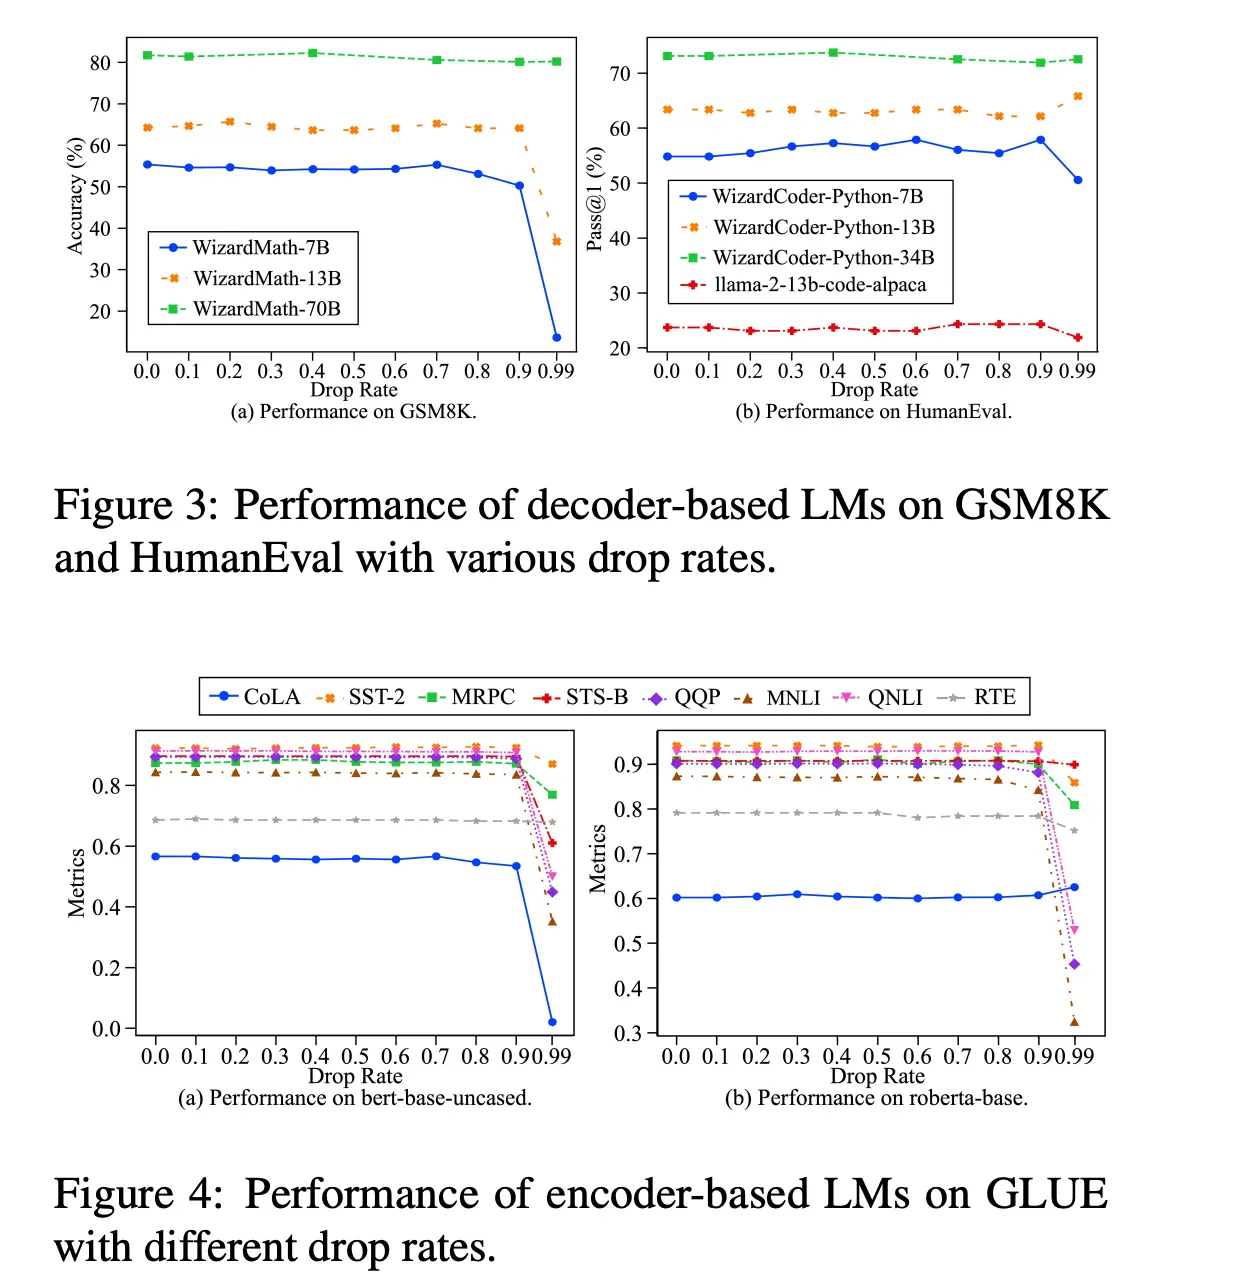 80
70
60
50
40
30
20
Accuracy (%)
WizardMath-7B
WizardMath-13B
WizardMath-70B
0.0 0.1 0.2 0.3 0.4 0.5 0.6 0.7 0.8 0.9 0.99
Drop Rate
(a) Performance on GSM8K.
70
60
50
40
30
20
Pass@1 (%)
WizardCoder-Python-7B
WizardCoder-Python-13B
WizardCoder-Python-34B
llama-2-13b-code-alpaca
0.0 0.1 0.2 0.3 0.4 0.5 0.6 0.7 0.8 0.9 0.99
Drop Rate
(b) Performance on HumanEval.
Figure 3: Performance of decoder-based LMs on GSM8K
and HumanEval with various drop rates.
CoLA SST-2 MRPC STS-B QQP MNLI QNLI RTE
0.8
0.6
0.4
0.2
0.0
Metrics
0.0 0.1 0.2 0.3 0.4 0.5 0.6 0.7 0.8 0.9 0.99
Drop Rate
(a) Performance on bert-base-uncased.
0.9
0.8
0.7
0.6
0.5
0.4
0.3
Metrics
0.0 0.1 0.2 0.3 0.4 0.5 0.6 0.7 0.8 0.9 0.99
Drop Rate
(b) Performance on roberta-base.
Figure 4: Performance of encoder-based LMs on GLUE
with different drop rates.